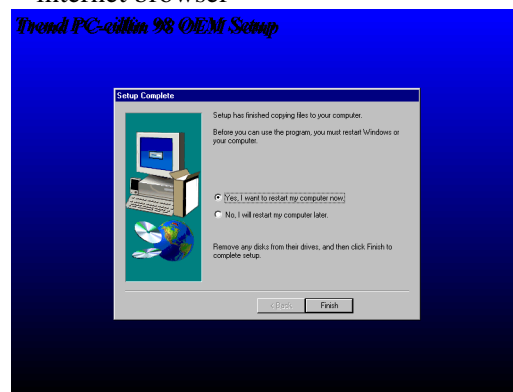 Internet browser
Trend PC-cillin 98 OEM Setup
Setup Complete
Setup has finished copying files to your computer.
Before you can use the program, you must restart Windows or
your computer.
Yes, I want to restart my computer now.
No, I will restart my computer later.
Remove any disks from their drives, and then click Finish to
complete setup.
< Back
Finish